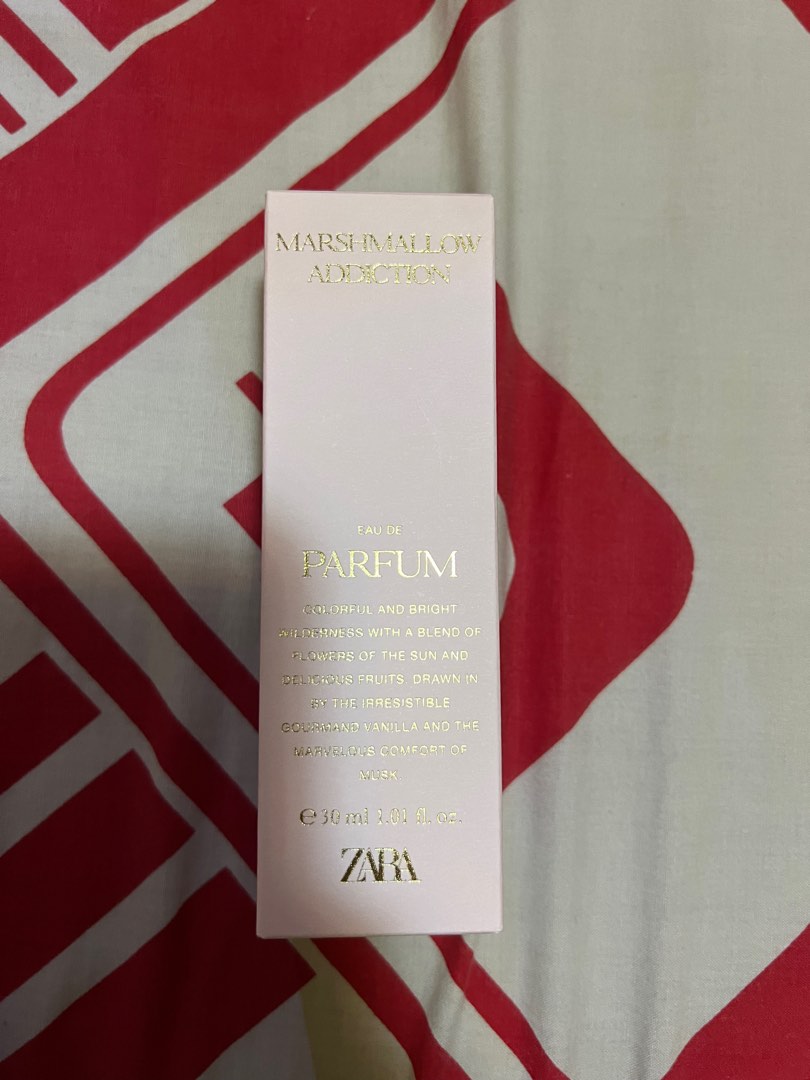 MARSHMALLOW
ADDICTION
EAU DE
PARFUM
COLORFUL AND BRIGHT
WILDERNESS WITH A BLEND OF
FLOWERS OF THE SUN AND
DELICIOUS FRUITS. DRAWN IN
BY THE IRRESISTIBLE
GOURMAND VANILLA AND THE
MARVELOUS COMFORT OF
MUSK.
℮ 30 ml 1.01 fl. oz.
ZARA